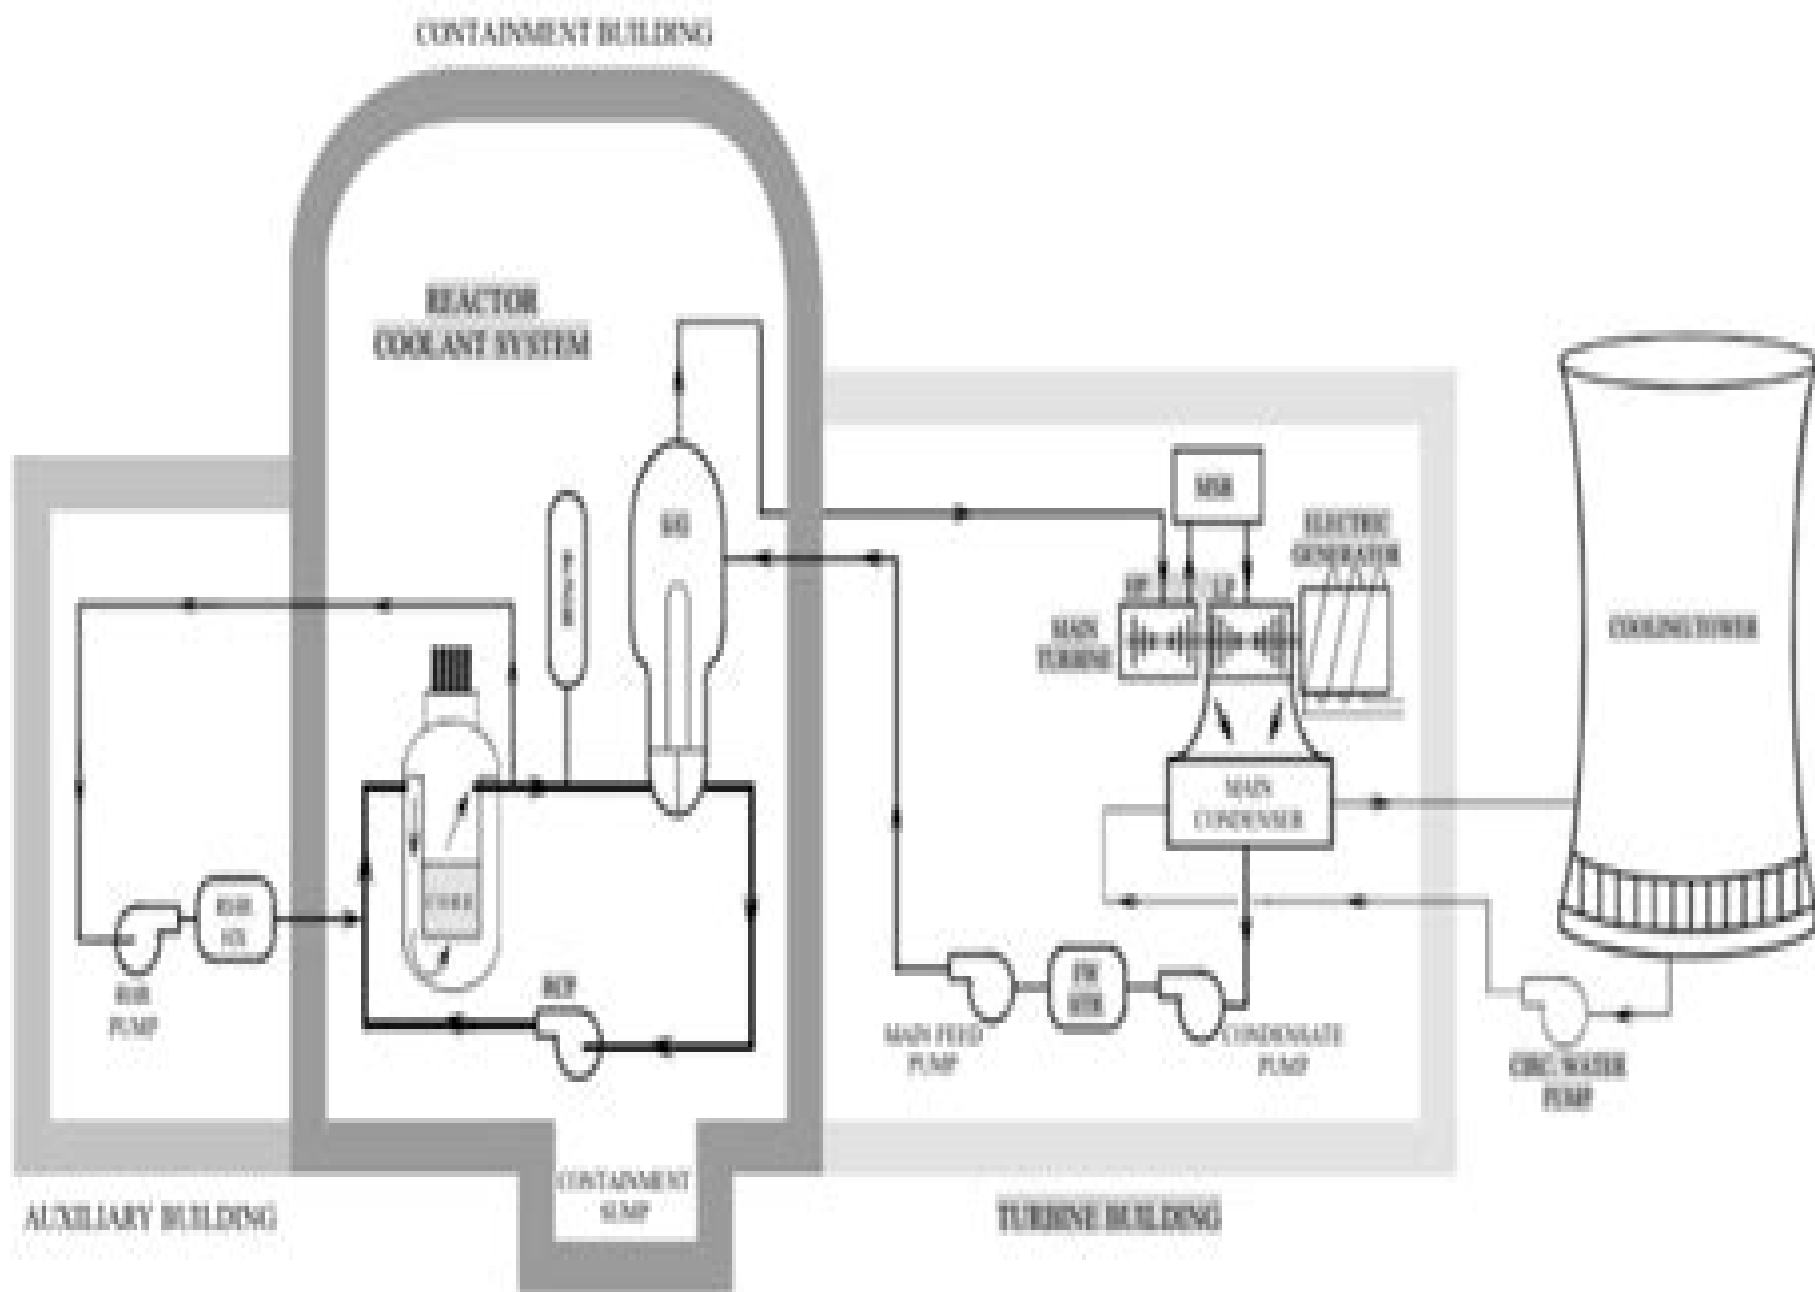 CONTAINMENT BUILDING
REACTOR
COOLANT SYSTEM
S/G
MSR
ELECTRIC
GENERATOR
HP
LP
MAIN
TURBINE
COOLING TOWER
MAIN
CONDENSER
CORE
RHR
HX
RHR
PUMP
RCP
FW
HTR
MAIN FEED
PUMP
CONDENSATE
PUMP
CIRC. WATER
PUMP
CONTAINMENT
SUMP
AUXILIARY BUILDING
TURBINE BUILDING